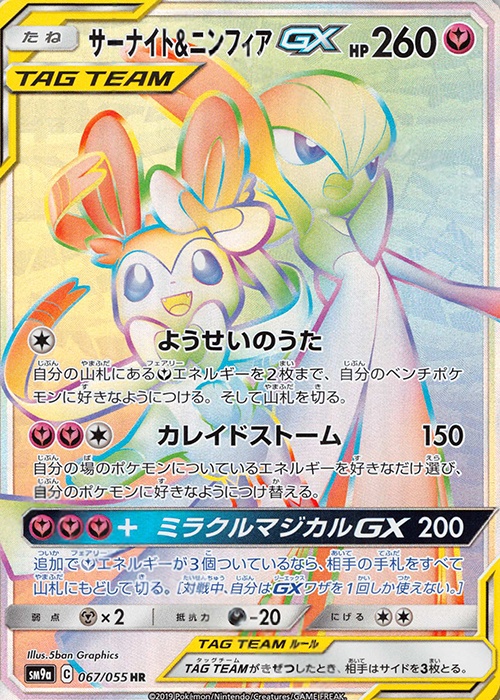 たね サーナイト&ニンフィアGX HP 260
TAG TEAM
ようせいのうた
自分の山札にあるエネルギーを2枚まで、自分のベンチポケ
モンに好きなようにつける。そして山札を切る。
カレイドストーム 150
自分の場のポケモンについているエネルギーを好きなだけ選び、
自分のポケモンに好きなようにつけ替える。
+ ミラクルマジカルGX 200
追加でエネルギーが3個ついているなら、相手の手札をすべて
山札にもどして切る。[対戦中、自分はGXワザを1回しか使えない。]
弱点 ×2 抵抗力 -20 にげる
Illus.5ban Graphics
TAG TEAM ルール
TAG TEAMがきぜつしたとき、相手はサイドを3枚とる。
sm9a C 067/055 HR
©2019 Pokémon/Nintendo/Creatures/GAME FREAK.